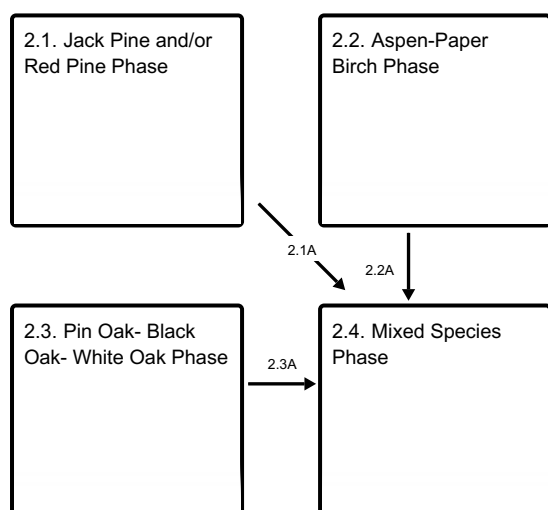 2.1. Jack Pine and/or
Red Pine Phase
2.2. Aspen-Paper
Birch Phase
2.1A
2.2A
2.3. Pin Oak- Black
Oak- White Oak Phase
2.3A
2.4. Mixed Species
Phase